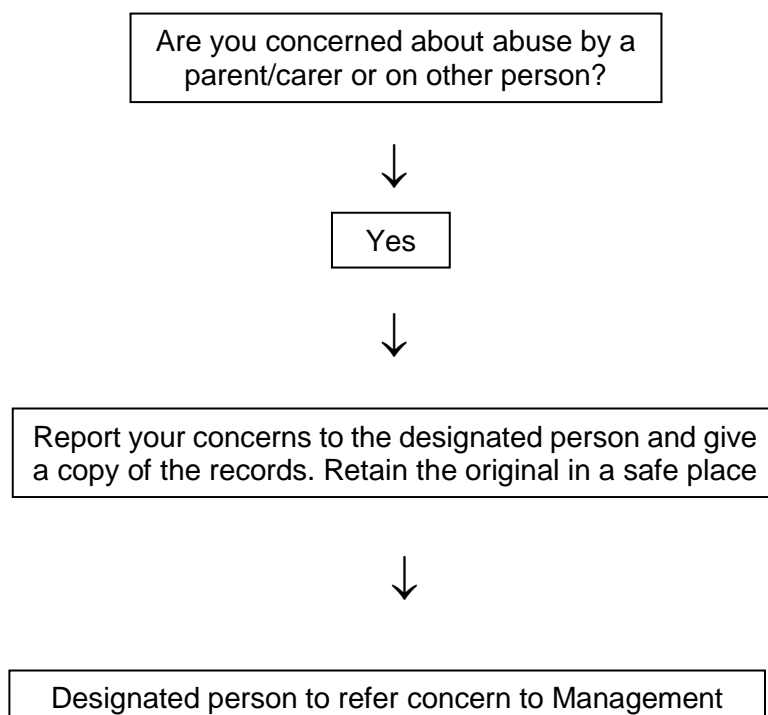 Are you concerned about abuse by a
parent/carer or on other person?
Yes
Report your concerns to the designated person and give
a copy of the records. Retain the original in a safe place
Designated person to refer concern to Management